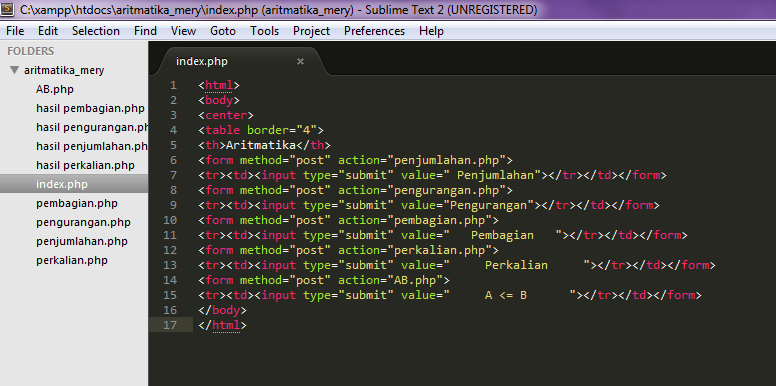 C:\xampp\htdocs\aritmatika_mery\index.php (aritmatika_mery) - Sublime Text 2 (UNREGISTERED)
File Edit Selection Find View Goto Tools Project Preferences Help
FOLDERS
aritmatika_mery
AB.php
hasil pembagian.php
hasil pengurangan.ph
hasil penjumlahan.ph
hasil perkalian.php
index.php
pembagian.php
pengurangan.php
penjumlahan.php
perkalian.php
index.php ×
1 <html>
2 <body>
3 <center>
4 <table border="4">
5 <th>Aritmatika</th>
6 <form method="post" action="penjumlahan.php">
7 <tr><td><input type="submit" value=" Penjumlahan"></tr></td></form>
8 <form method="post" action="pengurangan.php">
9 <tr><td><input type="submit" value="Pengurangan"></tr></td></form>
10 <form method="post" action="pembagian.php">
11 <tr><td><input type="submit" value="   Pembagian   "></tr></td></form>
12 <form method="post" action="perkalian.php">
13 <tr><td><input type="submit" value="     Perkalian     "></tr></td></form>
14 <form method="post" action="AB.php">
15 <tr><td><input type="submit" value="     A <= B      "></tr></td></form>
16 </body>
17 </html>